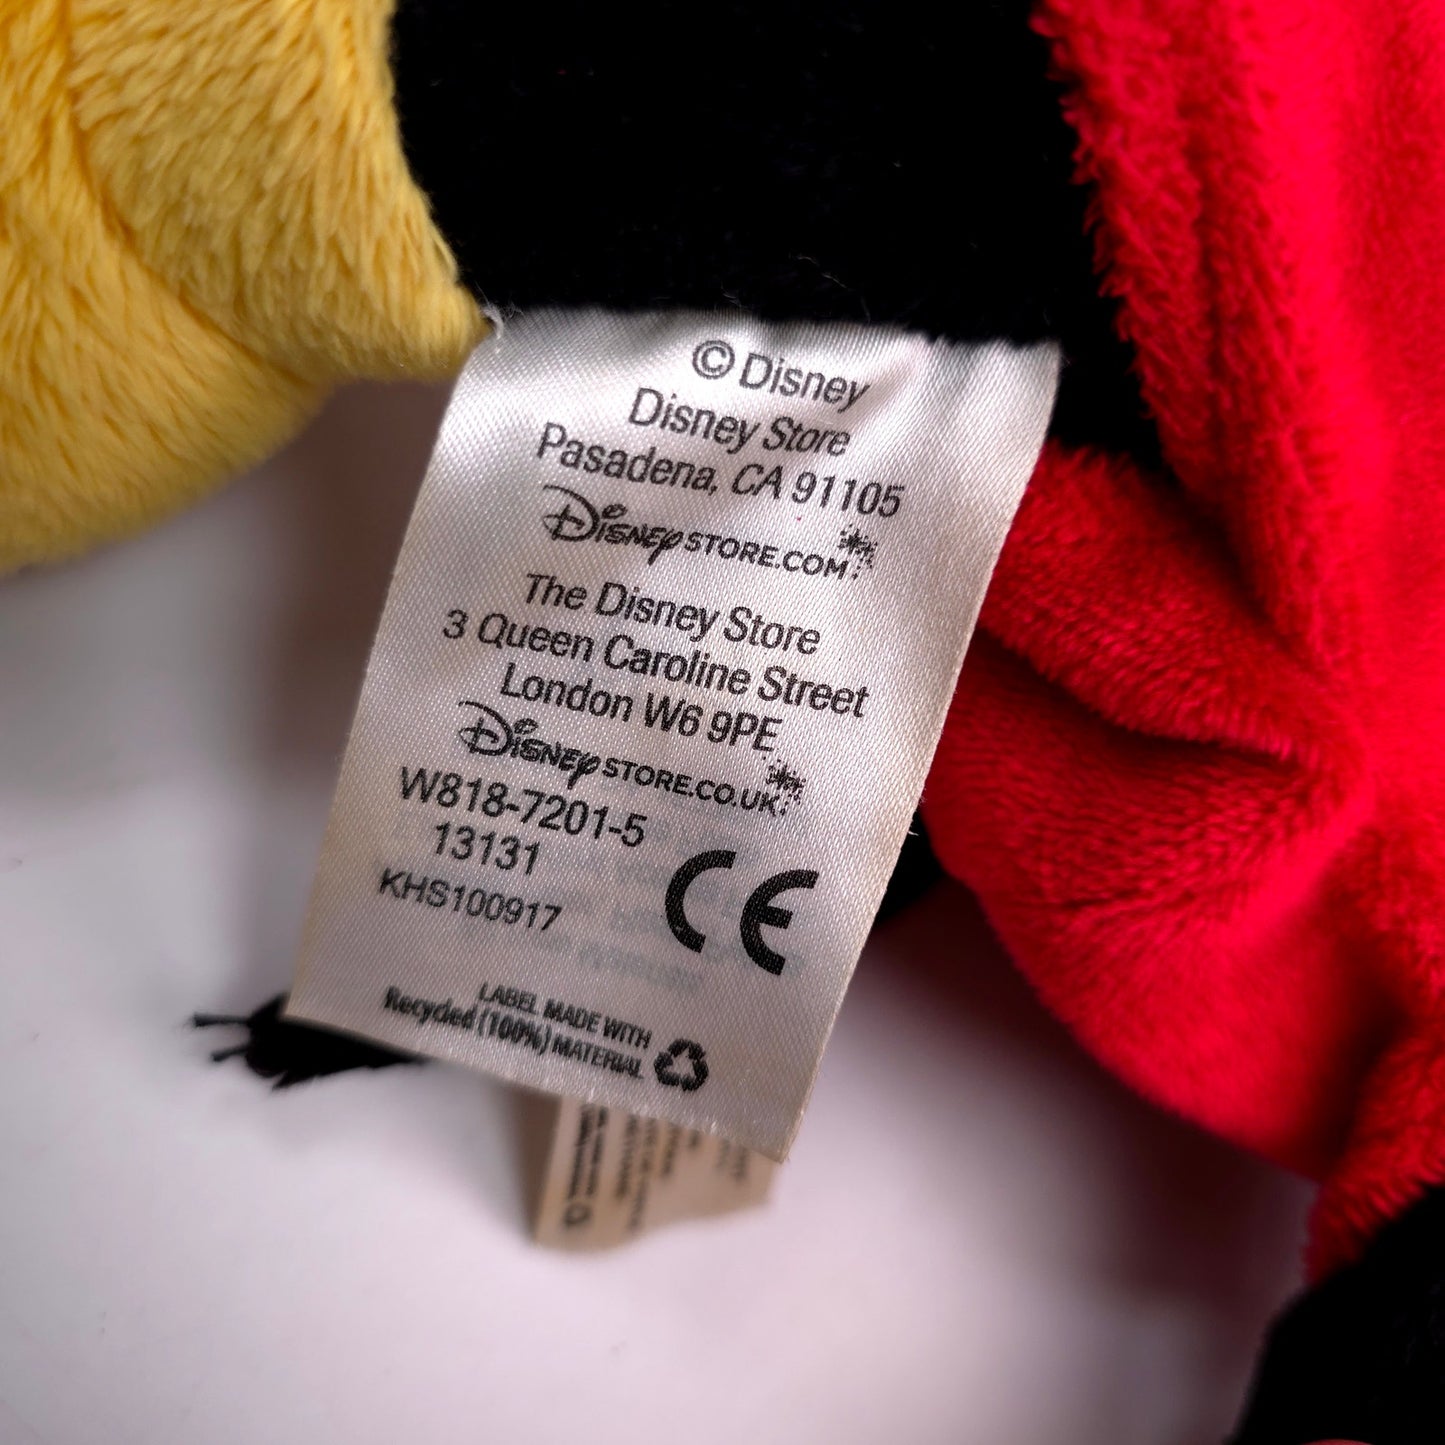 © Disney
Disney Store
Pasadena, CA 91105
DISNEY STORE.COM
The Disney Store
3 Queen Caroline Street
London W6 9PE
DISNEY STORE.CO.UK
W818-7201-5
13131
KHS100917
CE
LABEL MADE WITH
Recycled (100%) MATERIAL